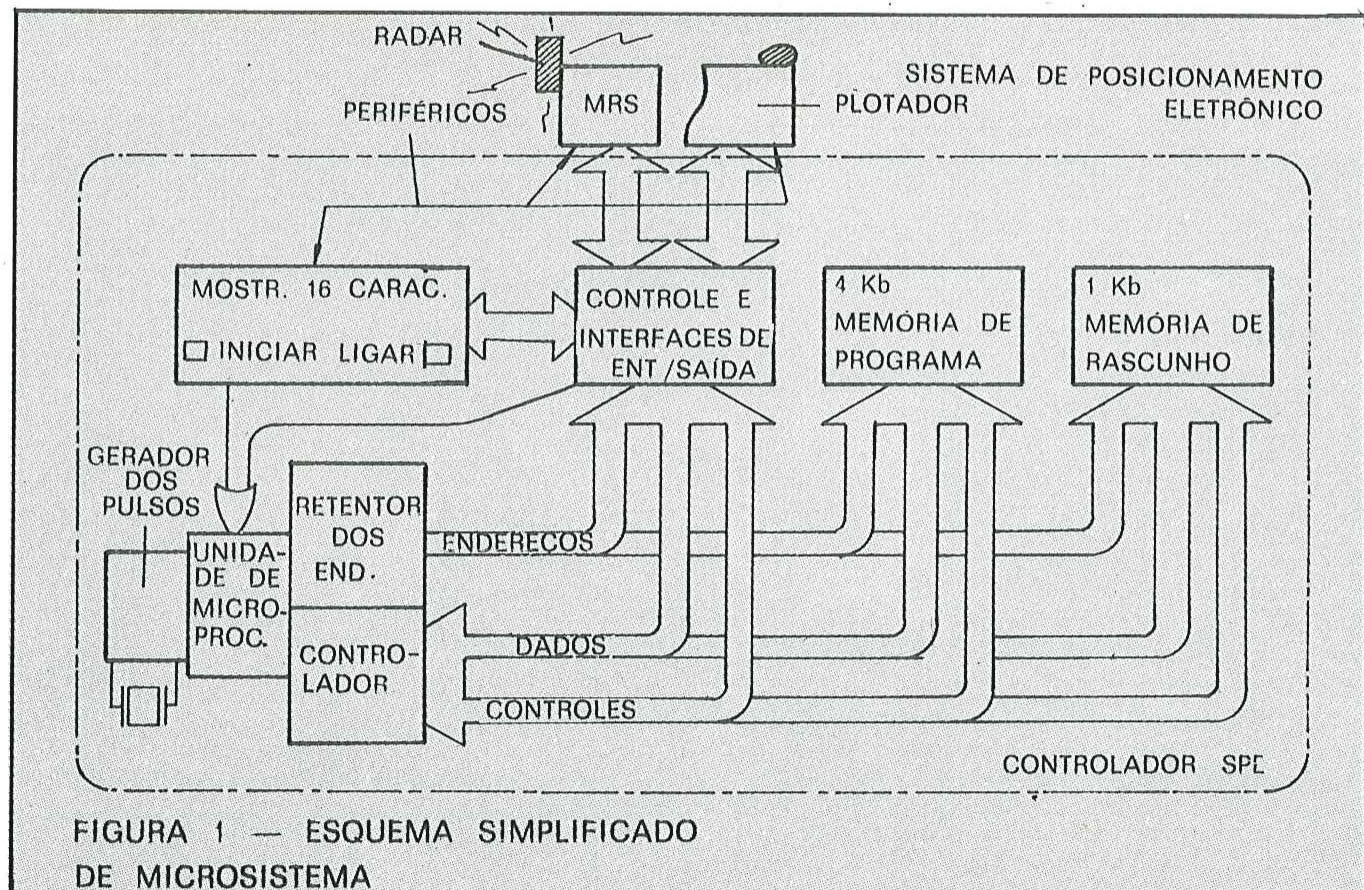 RADAR
PERIFÉRICOS
MRS
PLOTADOR
SISTEMA DE POSICIONAMENTO
ELETRÔNICO
MOSTR. 16 CARAC.
INICIAR LIGAR
CONTROLE E
INTERFACES DE
ENT /SAÍDA
4 Kb
MEMÓRIA DE
PROGRAMA
1 Kb
MEMÓRIA DE
RASCUNHO
GERADOR
DOS
PULSOS
UNIDA-
DE DE
MICRO-
PROC.
RETENTOR
DOS
END.
CONTRO-
LADOR
ENDERECOS
DADOS
CONTROLES
CONTROLADOR SPE
FIGURA 1 — ESQUEMA SIMPLIFICADO
DE MICROSISTEMA